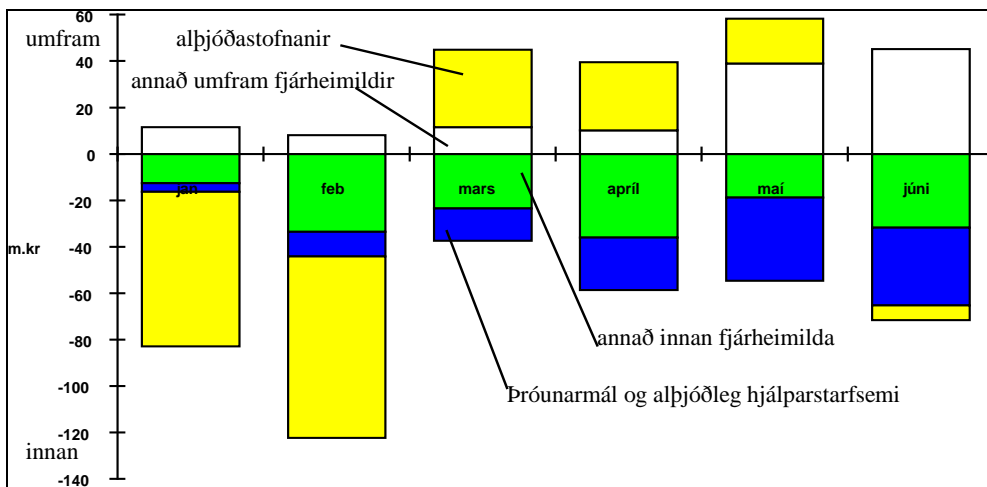 60
umfram
alþjóðastofnanir
40
annað umfram fjárheimildir
20
0
jan feb mars apríl maí júní
-20
m.kr -40
-60
-80
annað innan fjárheimilda
-100
Þróunarmál og alþjóðleg hjálparstarfsemi
-120
innan
-140